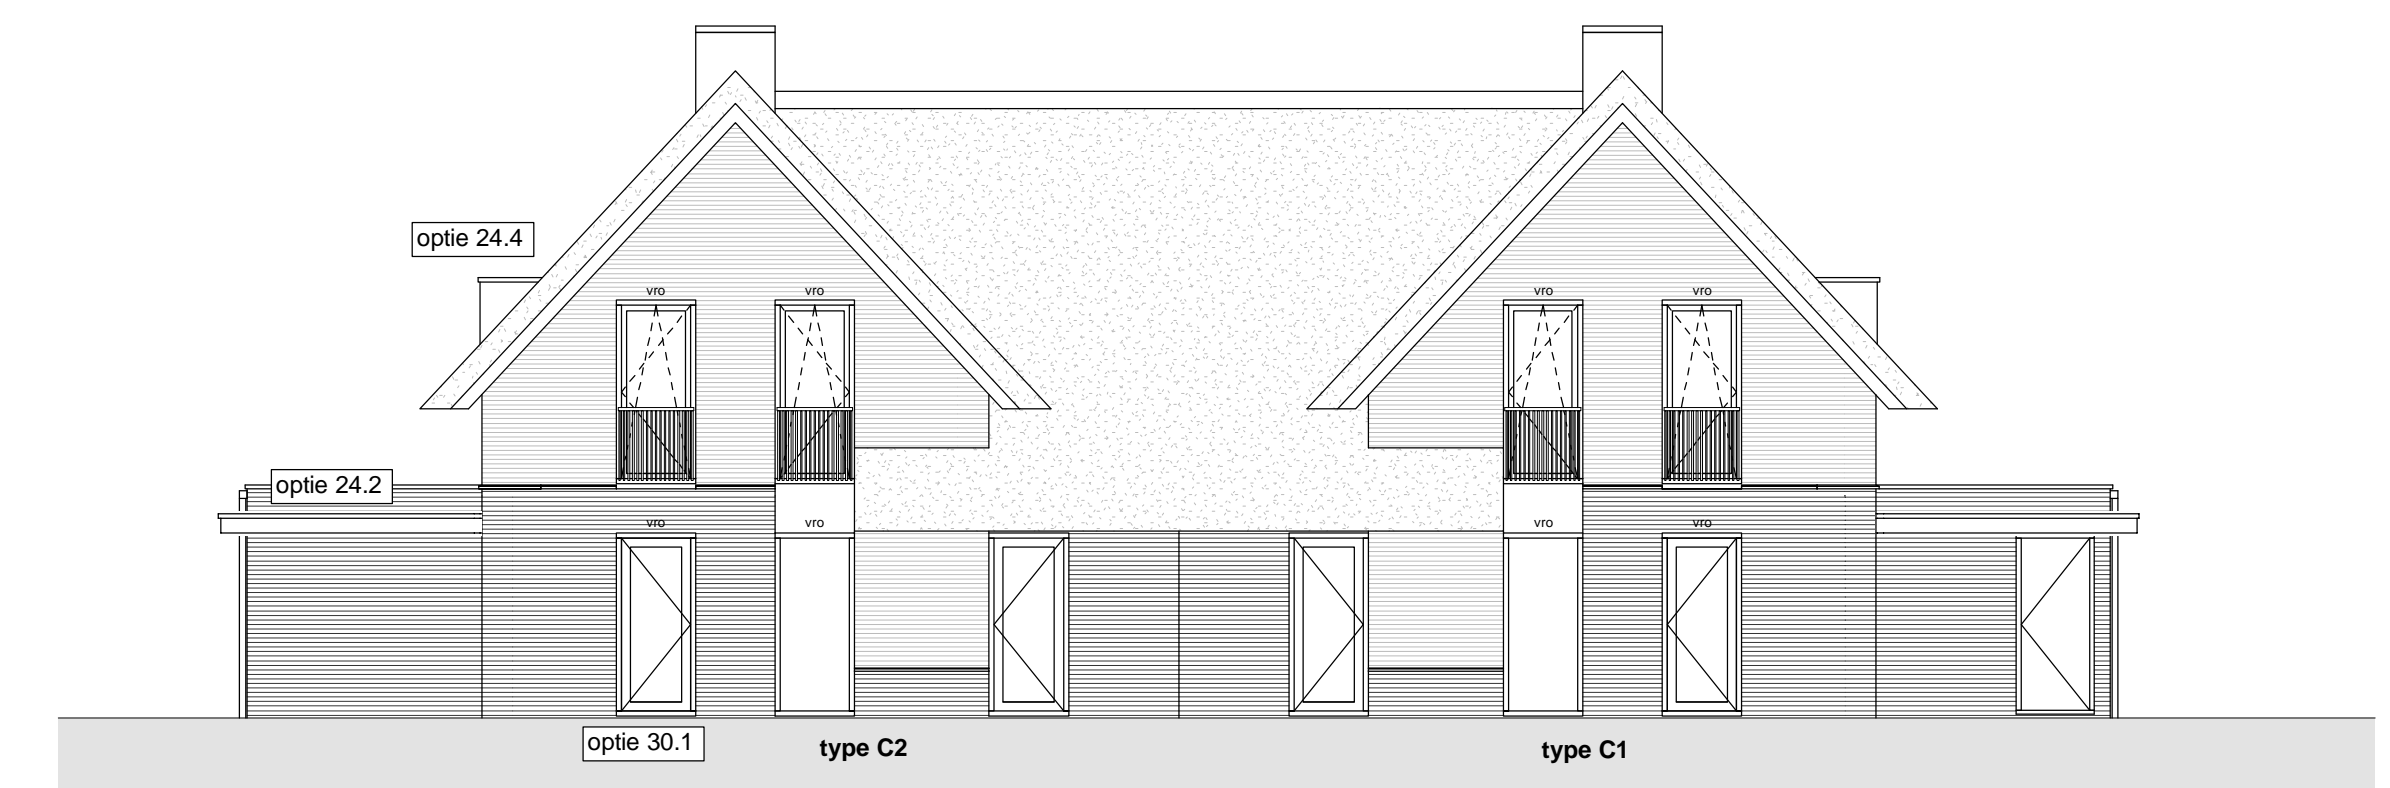 optie 24.4
vro
vro
vro
vro
optie 24.2
vro
vro
vro
vro
optie 30.1
type C2
type C1